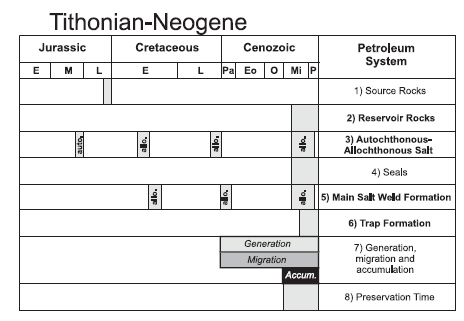 Tithonian-Neogene
Jurassic Cretaceous Cenozoic Petroleum
System
E M L E L Pa Eo O Mi P
1) Source Rocks
2) Reservoir Rocks
auto. allo. allo. allo. 3) Autochthonous-
Allochthonous Salt
4) Seals
allo. allo. allo. 5) Main Salt Weld Formation
6) Trap Formation
Generation 7) Generation,
Migration migration and
Accum. accumulation
8) Preservation Time